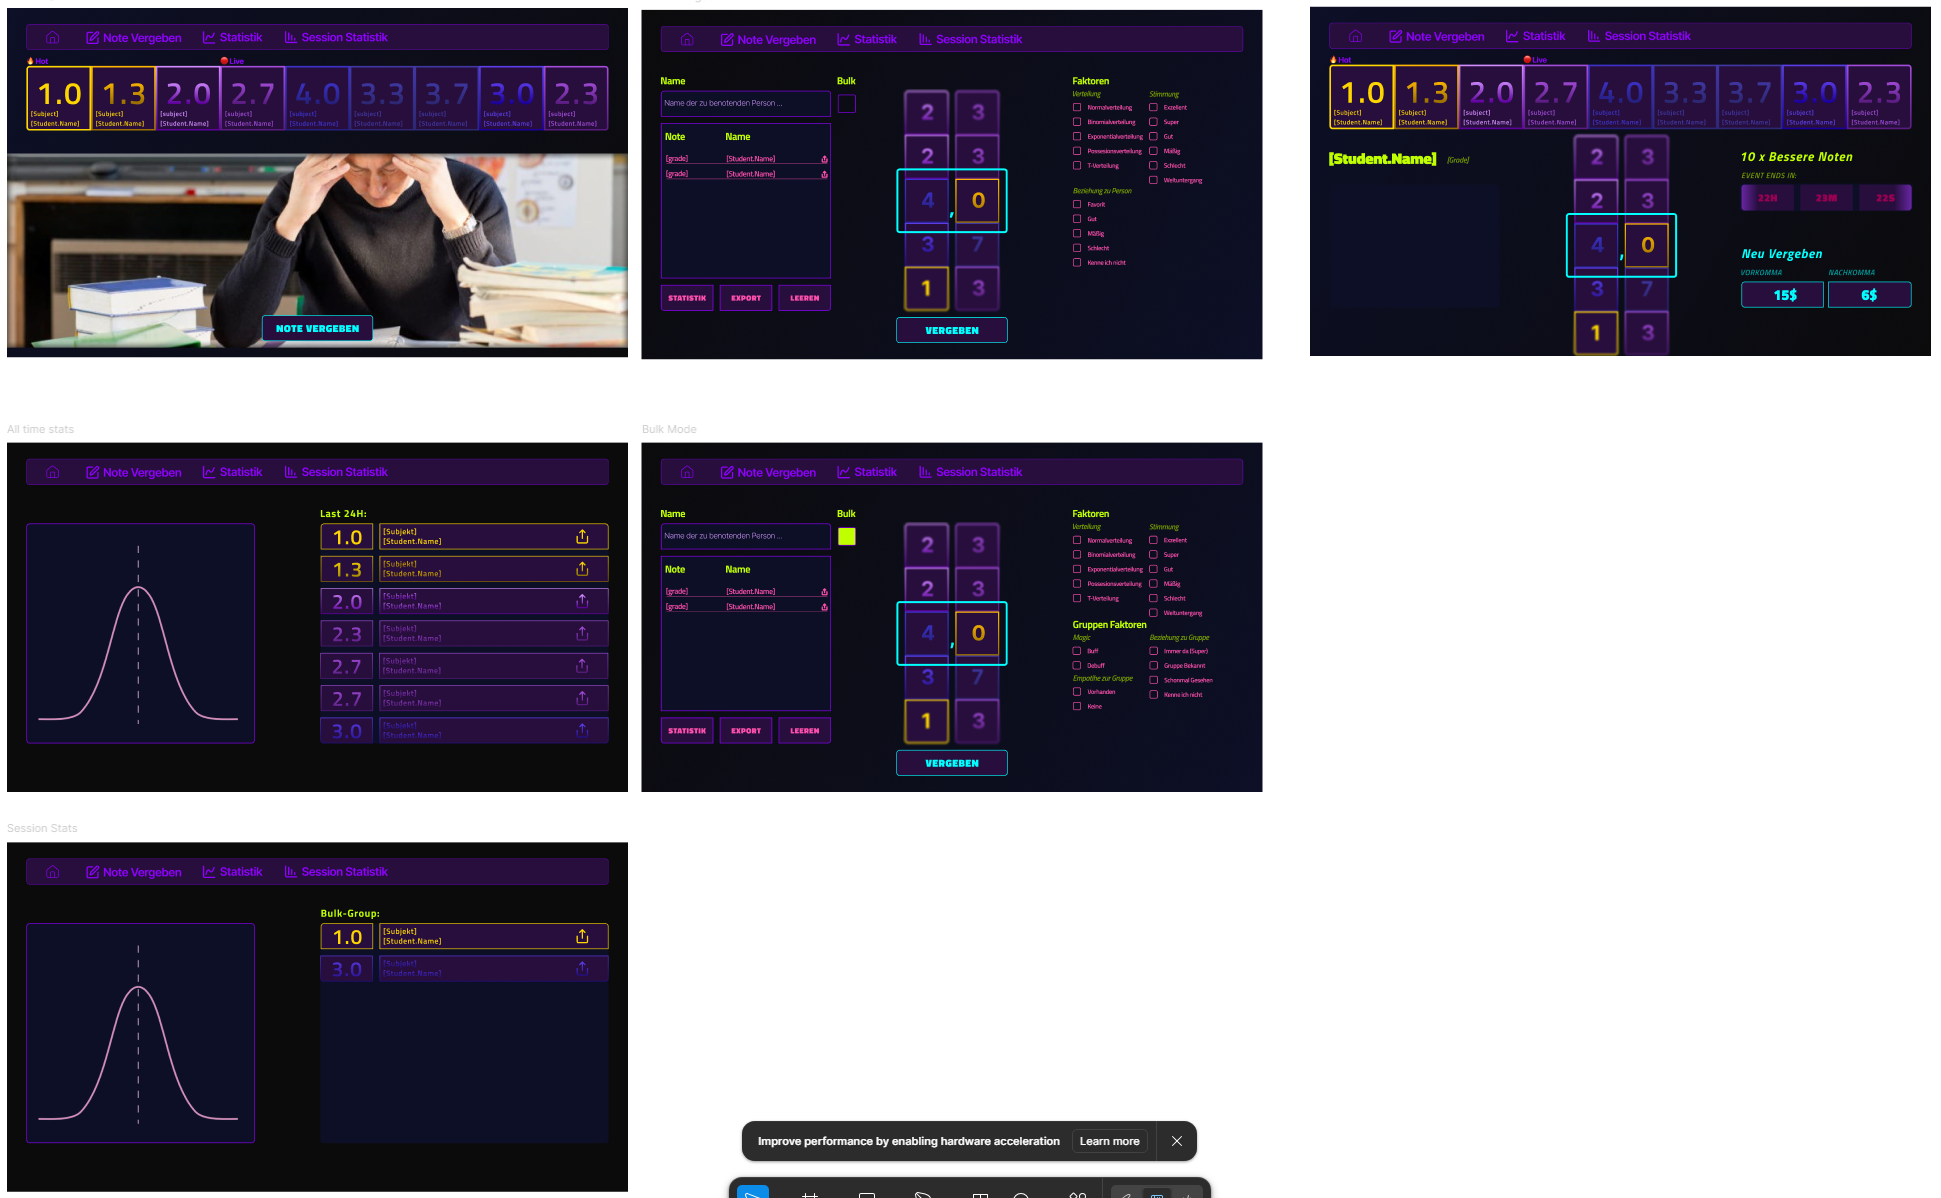 Note Vergeben Statistik Session Statistik
🔥Hot 🔴Live
1.0 1.3 2.0 2.7 4.0 3.3 3.7 3.0 2.3
[Subject] [Subject] [subject] [subject] [subject] [subject] [subject] [subject] [subject]
[Student.Name] [Student.Name] [Student.Name] [Student.Name] [Student.Name] [Student.Name] [Student.Name] [Student.Name] [Student.Name]
NOTE VERGEBEN
Note Vergeben Statistik Session Statistik
Name Bulk
Name der zu benotenden Person ...
Note Name
[grade] [Student.Name]
[grade] [Student.Name]
STATISTIK EXPORT LEEREN
2 3
2 3
4 , 0
3 7
1 3
VERGEBEN
Faktoren
Verteilung Stimmung
Normalverteilung Exzellent
Binomialverteilung Super
Exponentialverteilung Gut
Possesionsverteilung Mäßig
T-Verteilung Schlecht
Weltuntergang
Beziehung zu Person
Favorit
Gut
Mäßig
Schlecht
Kenne ich nicht
Note Vergeben Statistik Session Statistik
🔥Hot 🔴Live
1.0 1.3 2.0 2.7 4.0 3.3 3.7 3.0 2.3
[Subject] [Subject] [subject] [subject] [subject] [subject] [subject] [subject] [subject]
[Student.Name] [Student.Name] [Student.Name] [Student.Name] [Student.Name] [Student.Name] [Student.Name] [Student.Name] [Student.Name]
[Student.Name] [Grade]
2 3
2 3
4 , 0
3 7
1 3
10 x Bessere Noten
EVENT ENDS IN:
22H 23M 22S
Neu Vergeben
VORKOMMA NACHKOMMA
15$ 6$
All time stats
Note Vergeben Statistik Session Statistik
Last 24H:
1.0 [Subjekt]
[Student.Name]
1.3 [Subjekt]
[Student.Name]
2.0 [Subjekt]
[Student.Name]
2.3 [Subjekt]
[Student.Name]
2.7 [Subjekt]
[Student.Name]
2.7 [Subjekt]
[Student.Name]
3.0 [Subjekt]
[Student.Name]
Bulk Mode
Note Vergeben Statistik Session Statistik
Name Bulk
Name der zu benotenden Person ...
Note Name
[grade] [Student.Name]
[grade] [Student.Name]
STATISTIK EXPORT LEEREN
2 3
2 3
4 , 0
3 7
1 3
VERGEBEN
Faktoren
Verteilung Stimmung
Normalverteilung Exzellent
Binomialverteilung Super
Exponentialverteilung Gut
Possesionsverteilung Mäßig
T-Verteilung Schlecht
Weltuntergang
Gruppen Faktoren
Magic Beziehung zu Gruppe
Buff Immer da (Super)
Debuff Gruppe Bekannt
Empathie zur Gruppe Schonmal Gesehen
Vorhanden Kenne ich nicht
Keine
Session Stats
Note Vergeben Statistik Session Statistik
Bulk-Group:
1.0 [Subjekt]
[Student.Name]
3.0 [Subjekt]
[Student.Name]
Improve performance by enabling hardware acceleration Learn more